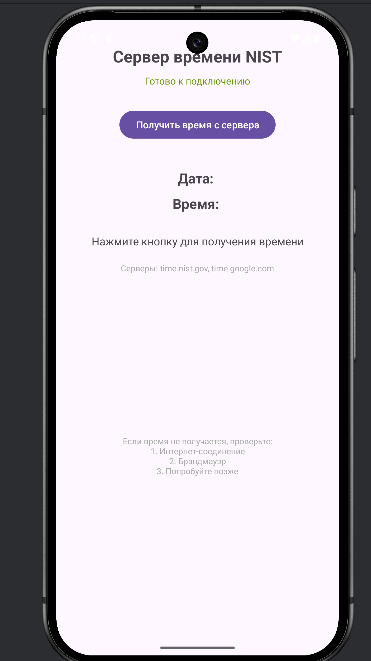 Сервер времени NIST
Готово к подключению
Получить время с сервера
Дата:
Время:
Нажмите кнопку для получения времени
Серверы: time.nist.gov, time.google.com
Если время не получается, проверьте:
1. Интернет-соединение
2. Брандмауэр
3. Попробуйте позже